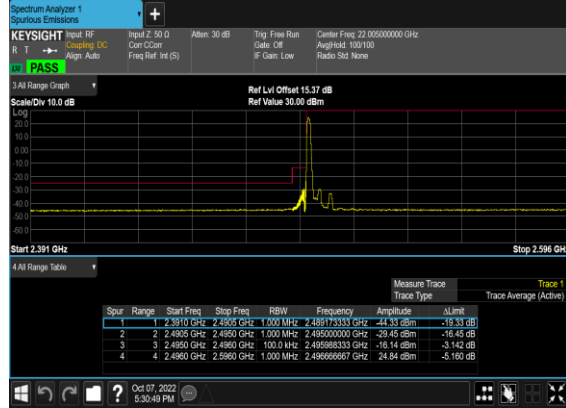 Spectrum Analyzer 1
Spurious Emissions
+
KEYSIGHT Input: RF Input Z: 50 Ω Atten: 30 dB Trig: Free Run Center Freq: 22.005000000 GHz
Coupling: DC Corr CCorr Gate: Off Avg|Hold: 100/100
R T Align: Auto Freq Ref: Int (S) IF Gain: Low Radio Std: None
LXI PASS
3 All Range Graph
Ref Lvl Offset 15.37 dB
Scale/Div 10.0 dB Ref Value 30.00 dBm
Log
20.0
10.0
0.00
-10.0
-20.0
-30.0
-40.0
-50.0
-60.0
Start 2.391 GHz Stop 2.596 GHz
4 All Range Table
Measure Trace Trace 1
Trace Type Trace Average (Active)
Spur Range Start Freq Stop Freq RBW Frequency Amplitude ΔLimit
1 1 2.3910 GHz 2.4905 GHz 1.000 MHz 2.489173333 GHz -44.33 dBm -19.33 dB
2 2 2.4905 GHz 2.4950 GHz 1.000 MHz 2.495000000 GHz -29.45 dBm -16.45 dB
3 3 2.4950 GHz 2.4960 GHz 100.0 kHz 2.495988333 GHz -16.14 dBm -3.142 dB
4 4 2.4960 GHz 2.5960 GHz 1.000 MHz 2.496666667 GHz 24.84 dBm -5.160 dB
? Oct 07, 2022
5:30:49 PM